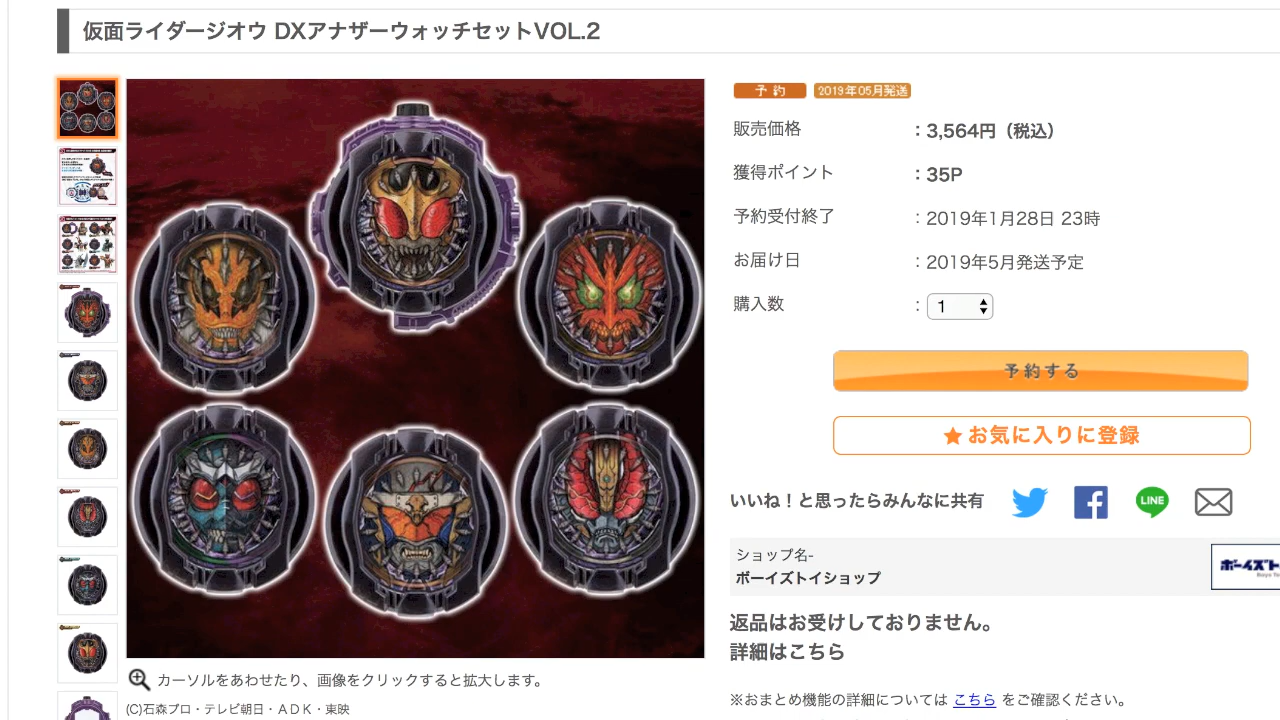 仮面ライダージオウ DXアナザーウォッチセットVOL.2
予 約 2019年05月発送
販売価格 : 3,564円（税込）
獲得ポイント : 35P
予約受付終了 : 2019年1月28日 23時
お届け日 : 2019年5月発送予定
購入数 : 1
予約する
★お気に入りに登録
いいね！と思ったらみんなに共有
LINE
ショップ名-
ボーイズトイショップ
ボーイズト
返品はお受けしておりません。
詳細はこちら
カーソルをあわせたり、画像をクリックすると拡大します。
(C)石森プロ・テレビ朝日・ＡＤＫ・東映
※おまとめ機能の詳細については こちら をご確認ください。